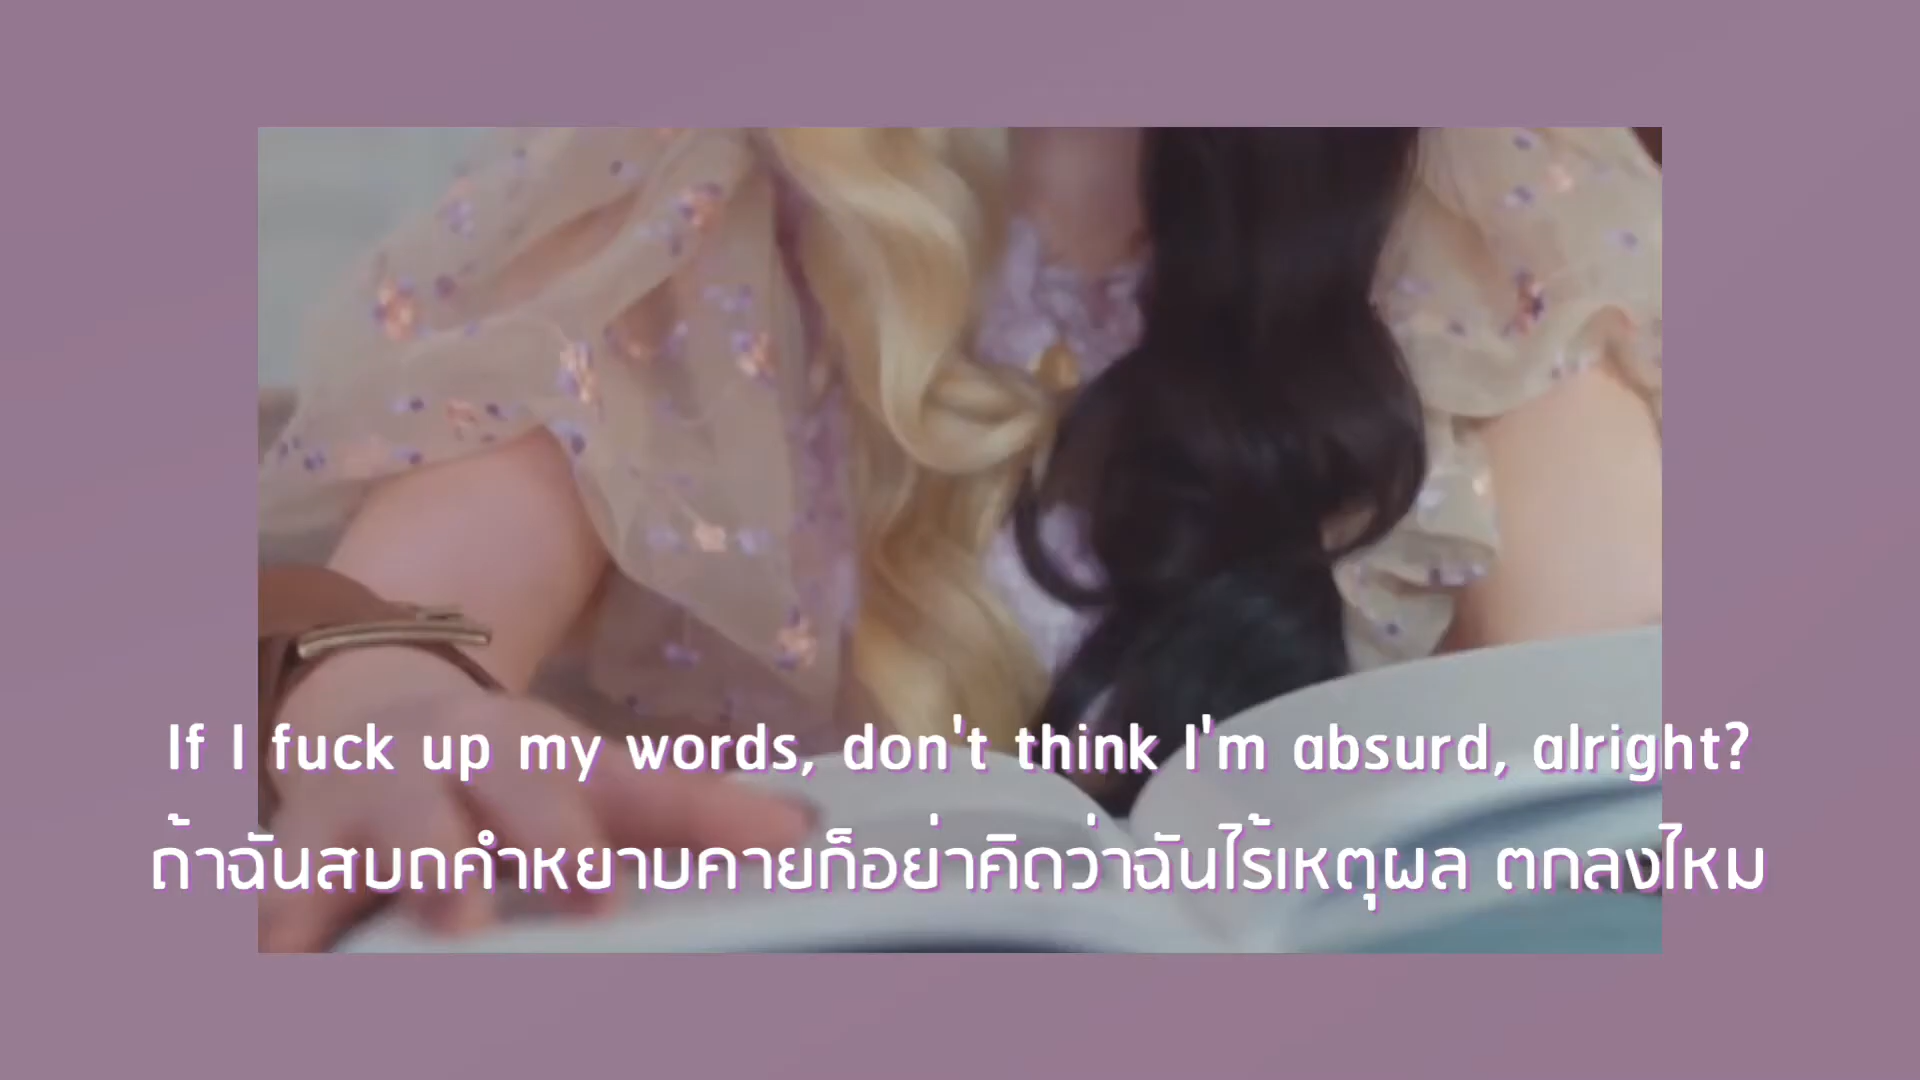 If I fuck up my words, don't think I'm absurd, alright?
ถ้าฉันสบถคำหยาบคายก็อย่าคิดว่าฉันไร้เหตุผล ตกลงไหม